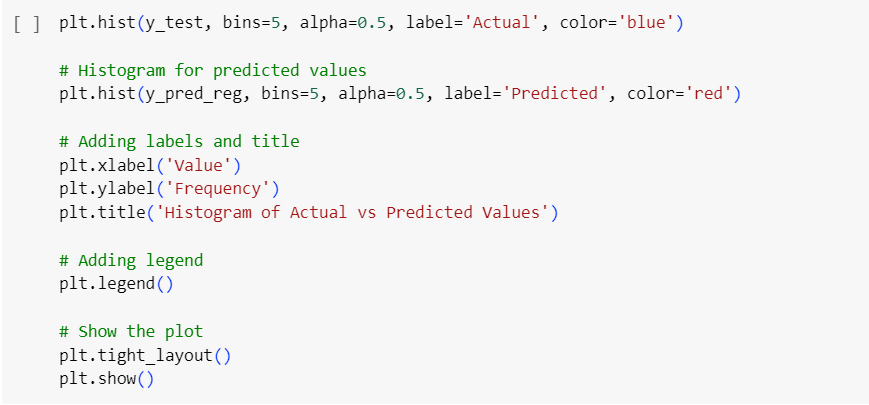 [ ] plt.hist(y_test, bins=5, alpha=0.5, label='Actual', color='blue')
# Histogram for predicted values
plt.hist(y_pred_reg, bins=5, alpha=0.5, label='Predicted', color='red')
# Adding labels and title
plt.xlabel('Value')
plt.ylabel('Frequency')
plt.title('Histogram of Actual vs Predicted Values')
# Adding legend
plt.legend()
# Show the plot
plt.tight_layout()
plt.show()